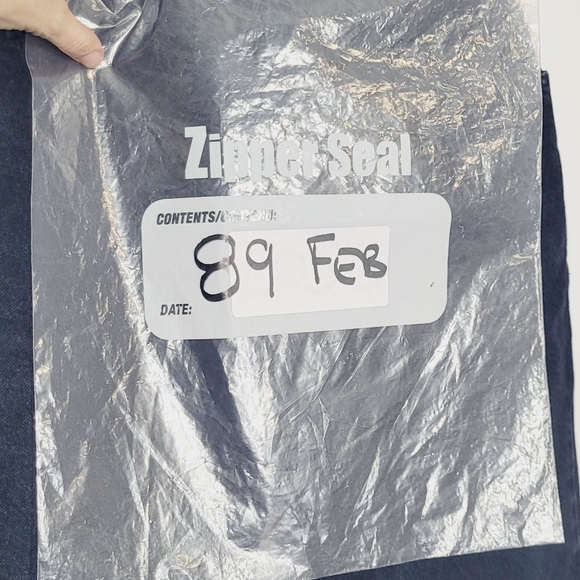 Zipper Seal
CONTENTS/
89 FEB
DATE: